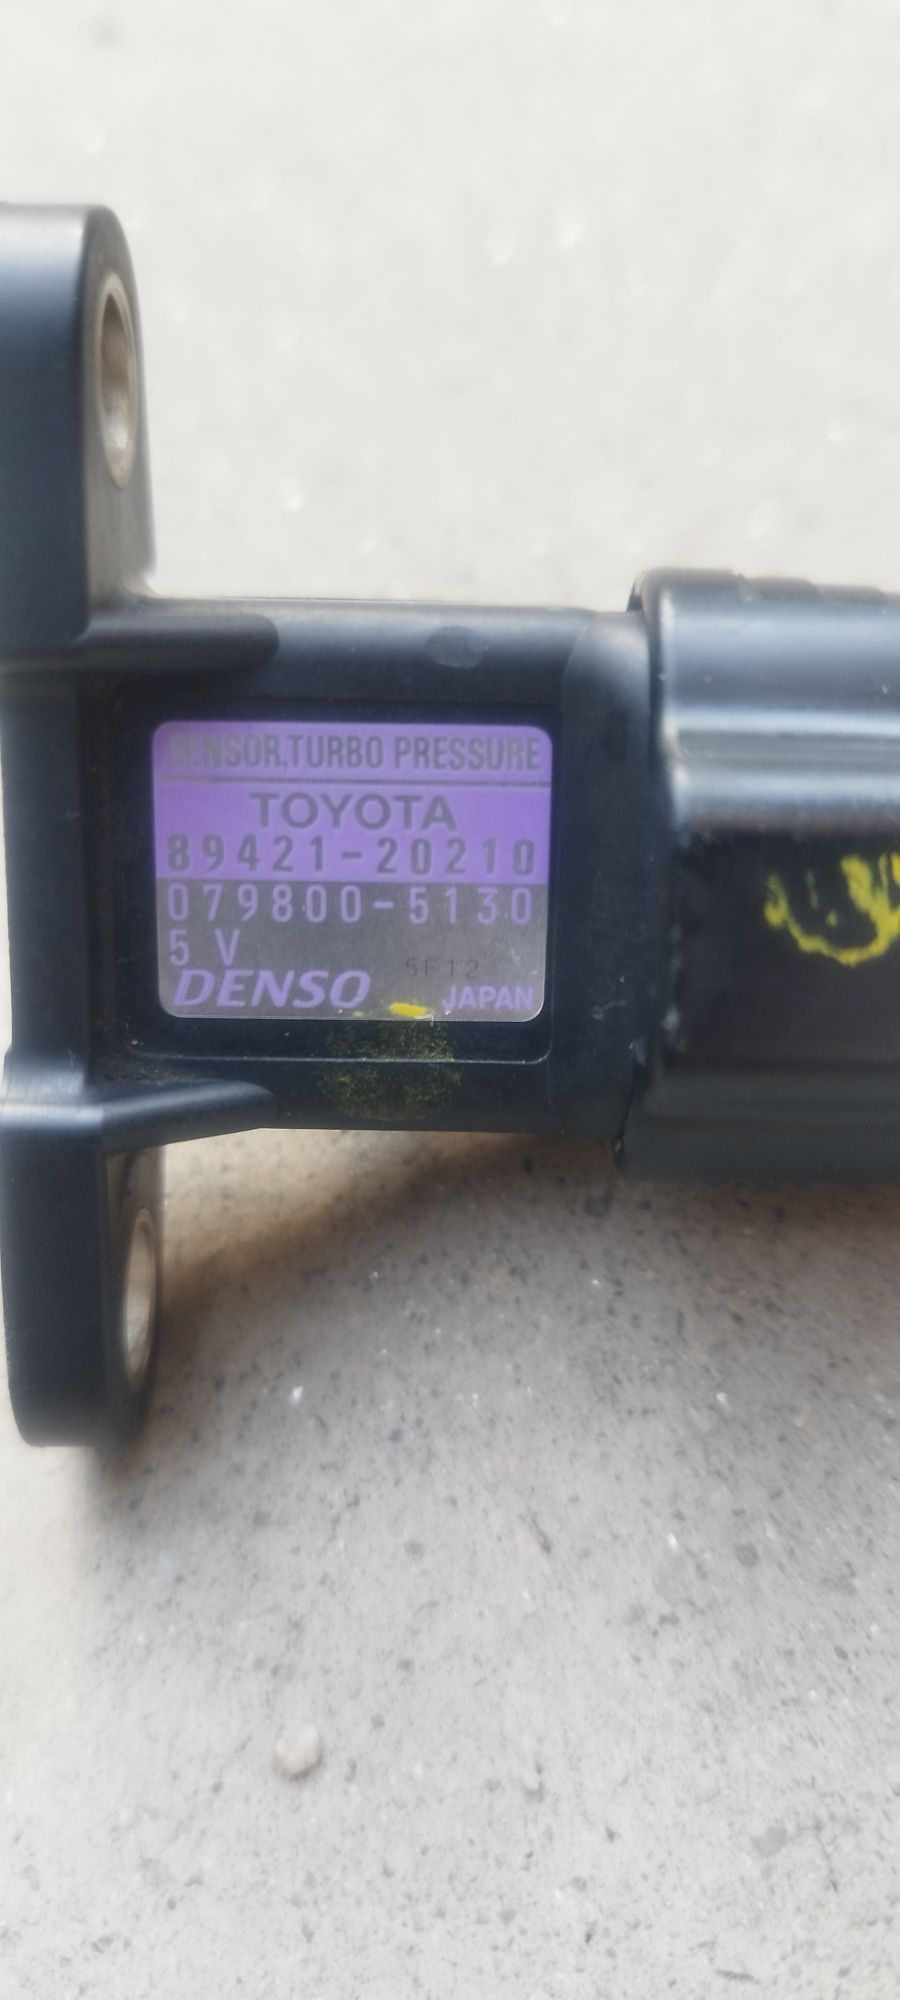 SENSOR,TURBO PRESSURE
TOYOTA
89421-20210
079800-5130
5 V
5F12
DENSO JAPAN